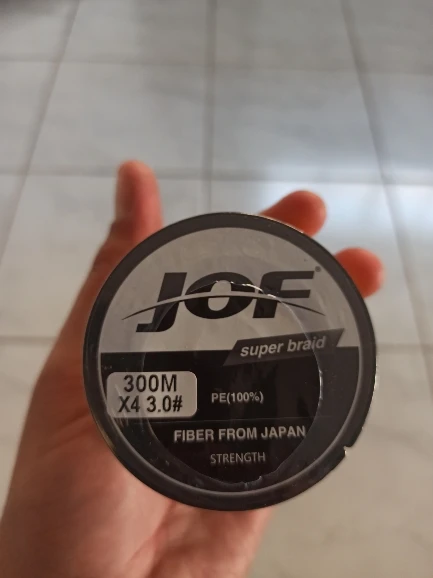 JOF®
super braid
300M
X4 3.0#
PE(100%)
FIBER FROM JAPAN
STRENGTH